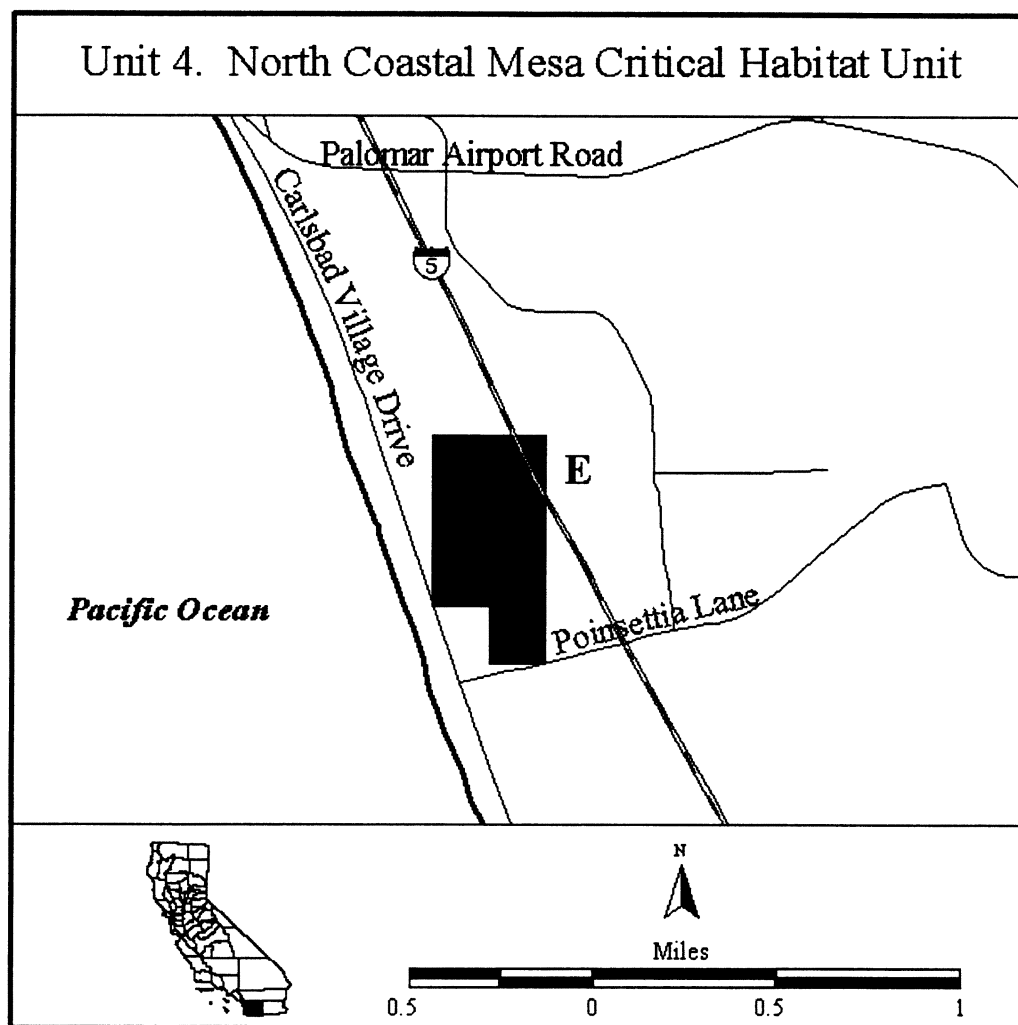 Unit 4. North Coastal Mesa Critical Habitat Unit
Palomar Airport Road
Carlsbad Village Drive
5
E
Pacific Ocean
Poinsettia Lane
N
Miles
0.5 0 0.5 1